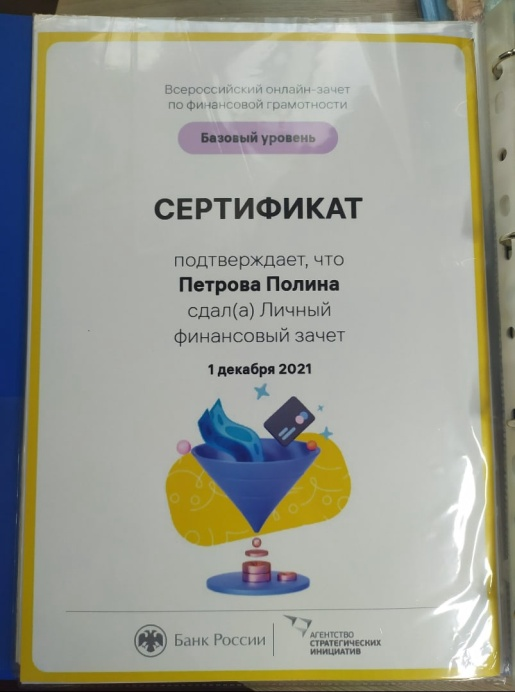 Всероссийский онлайн-зачет
по финансовой грамотности
Базовый уровень
СЕРТИФИКАТ
подтверждает, что
Петрова Полина
сдал(а) Личный
финансовый зачет
1 декабря 2021
Банк России
АГЕНТСТВО
СТРАТЕГИЧЕСКИХ
ИНИЦИАТИВ